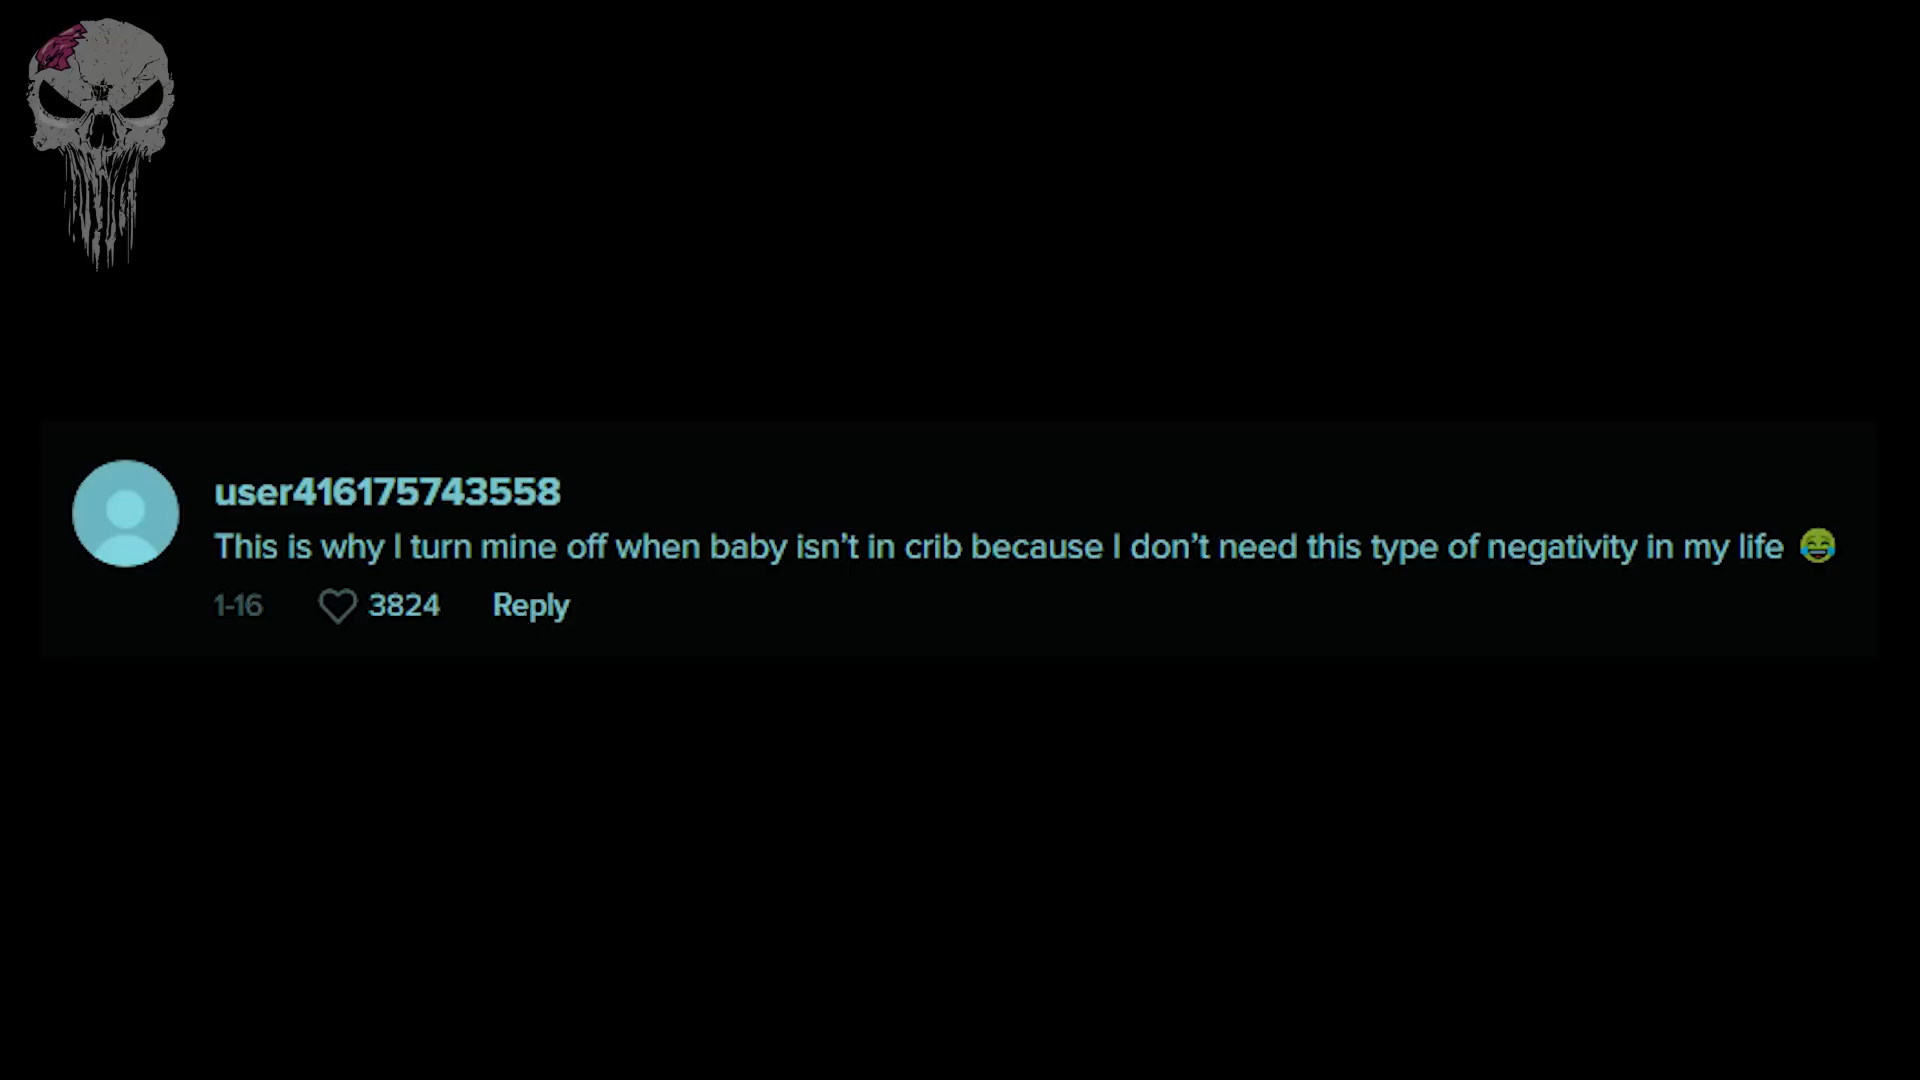 user416175743558
This is why I turn mine off when baby isn’t in crib because I don’t need this type of negativity in my life 😂
1-16 3824 Reply